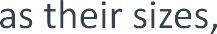 as their sizes,